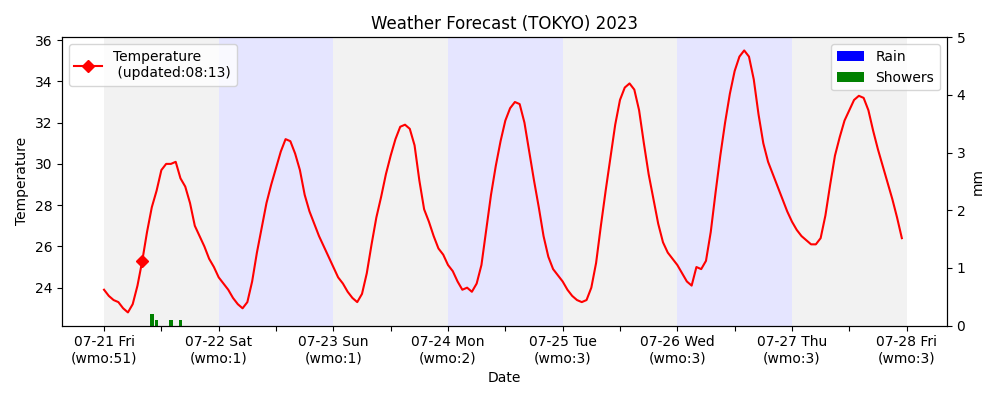 Weather Forecast (TOKYO) 2023
Temperature
(updated:08:13)
Rain
Showers
Temperature
36
34
32
30
28
26
24
5
4
3
2
1
0
mm
07-21 Fri
(wmo:51)
07-22 Sat
(wmo:1)
07-23 Sun
(wmo:1)
07-24 Mon
(wmo:2)
07-25 Tue
(wmo:3)
07-26 Wed
(wmo:3)
07-27 Thu
(wmo:3)
07-28 Fri
(wmo:3)
Date